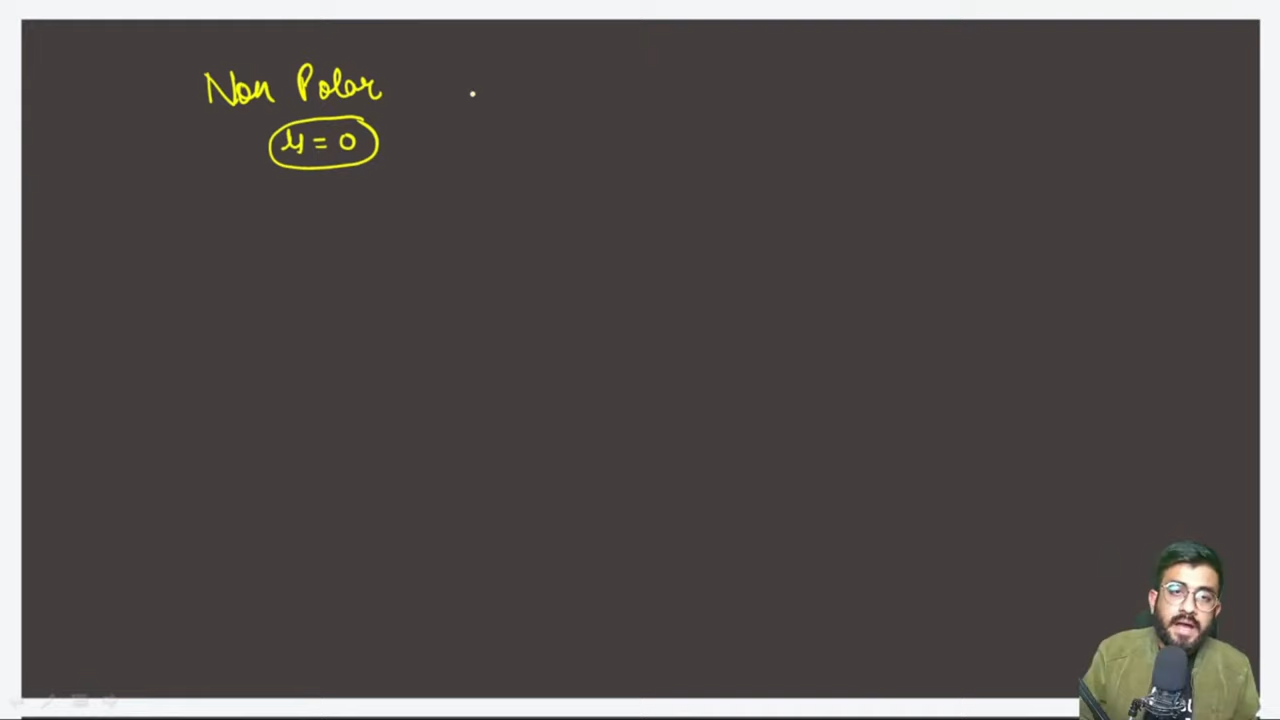 Non Polar
μ = 0